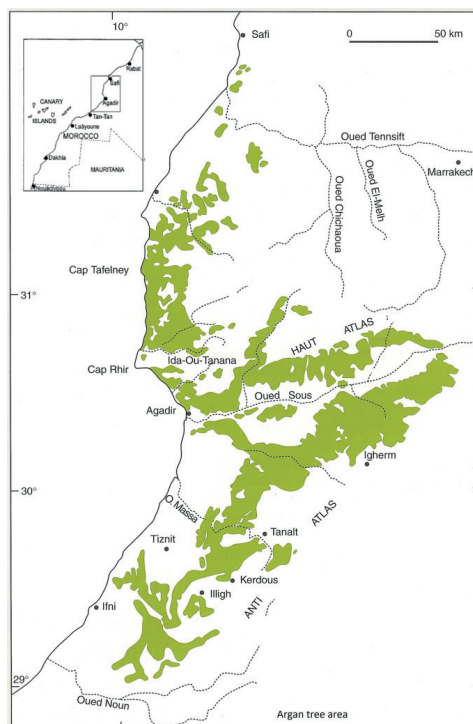 10°
Safi
0 50 km
Rabat
Safi
Agadir
CANARY
ISLANDS
Tan-Tan
Laâyoune
MOROCCO
Dakhla
MAURITANIA
Nouadhibou
Oued Tennsift
Marrakech
Oued Chichaoua
Oued El-Melh
Cap Tafelney
31°
HAUT ATLAS
Ida-Ou-Tanana
Cap Rhir
Oued Sous
Agadir
Igherm
30°
O. Massa
ANTI ATLAS
Tanalt
Tiznit
Kerdous
Illigh
Ifni
29°
Oued Noun
Argan tree area